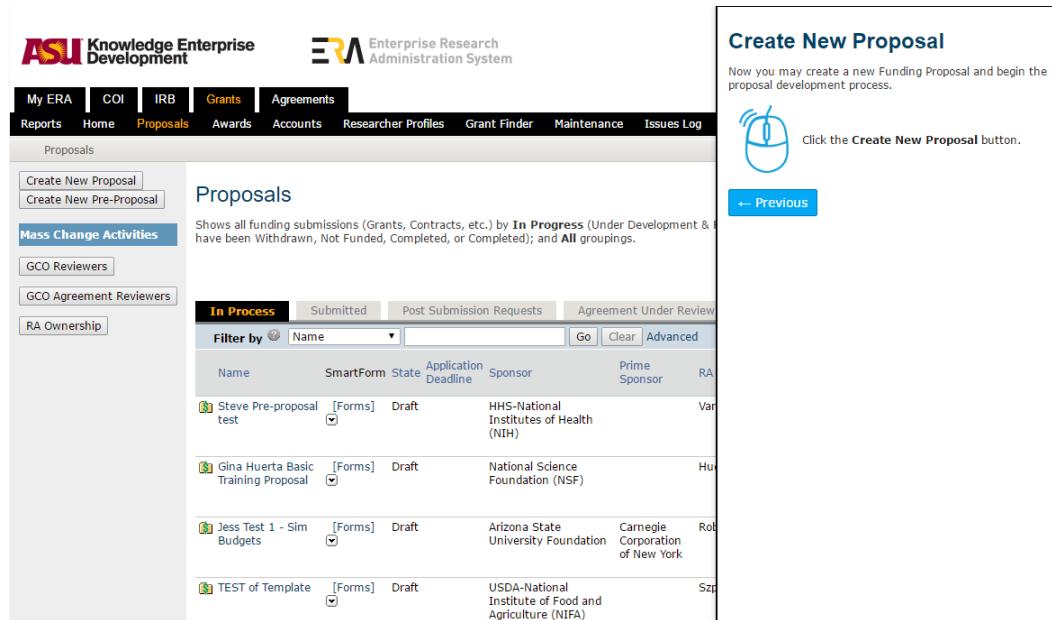 ASU Knowledge Enterprise
Development
ERA Enterprise Research
Administration System
My ERA COI IRB Grants Agreements
Reports Home Proposals Awards Accounts Researcher Profiles Grant Finder Maintenance Issues Log
Proposals
Create New Proposal
Create New Pre-Proposal
Mass Change Activities
GCO Reviewers
GCO Agreement Reviewers
RA Ownership
Proposals
Shows all funding submissions (Grants, Contracts, etc.) by In Progress (Under Development &
have been Withdrawn, Not Funded, Completed, or Completed); and All groupings.
In Process Submitted Post Submission Requests Agreement Under Review
Filter by Name Go Clear Advanced
Name SmartForm State Application Deadline Sponsor Prime Sponsor RA
Steve Pre-proposal test [Forms] Draft HHS-National Institutes of Health (NIH) Var
Gina Huerta Basic Training Proposal [Forms] Draft National Science Foundation (NSF)
Jess Test 1 - Sim Budgets [Forms] Draft Arizona State University Foundation Carnegie Corporation of New York
TEST of Template [Forms] Draft USDA-National Institute of Food and Agriculture (NIFA)
Create New Proposal
Now you may create a new Funding Proposal and begin the
proposal development process.
Click the Create New Proposal button.
← Previous